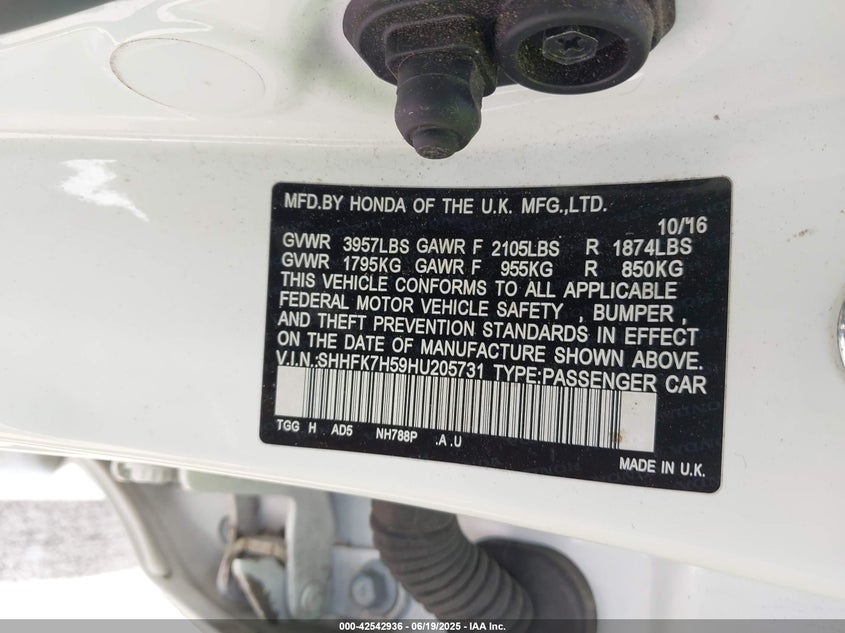 MFD.BY HONDA OF THE U.K. MFG.,LTD.
10/16
GVWR 3957LBS GAWR F 2105LBS R 1874LBS
GVWR 1795KG GAWR F 955KG R 850KG
THIS VEHICLE CONFORMS TO ALL APPLICABLE
FEDERAL MOTOR VEHICLE SAFETY , BUMPER ,
AND THEFT PREVENTION STANDARDS IN EFFECT
ON THE DATE OF MANUFACTURE SHOWN ABOVE.
V.I.N.:SHHFK7H59HU205731 TYPE:PASSENGER CAR
TGG H AD5 NH788P .A .U
MADE IN U.K.
000-42542936 - 06/19/2025 - IAA Inc.